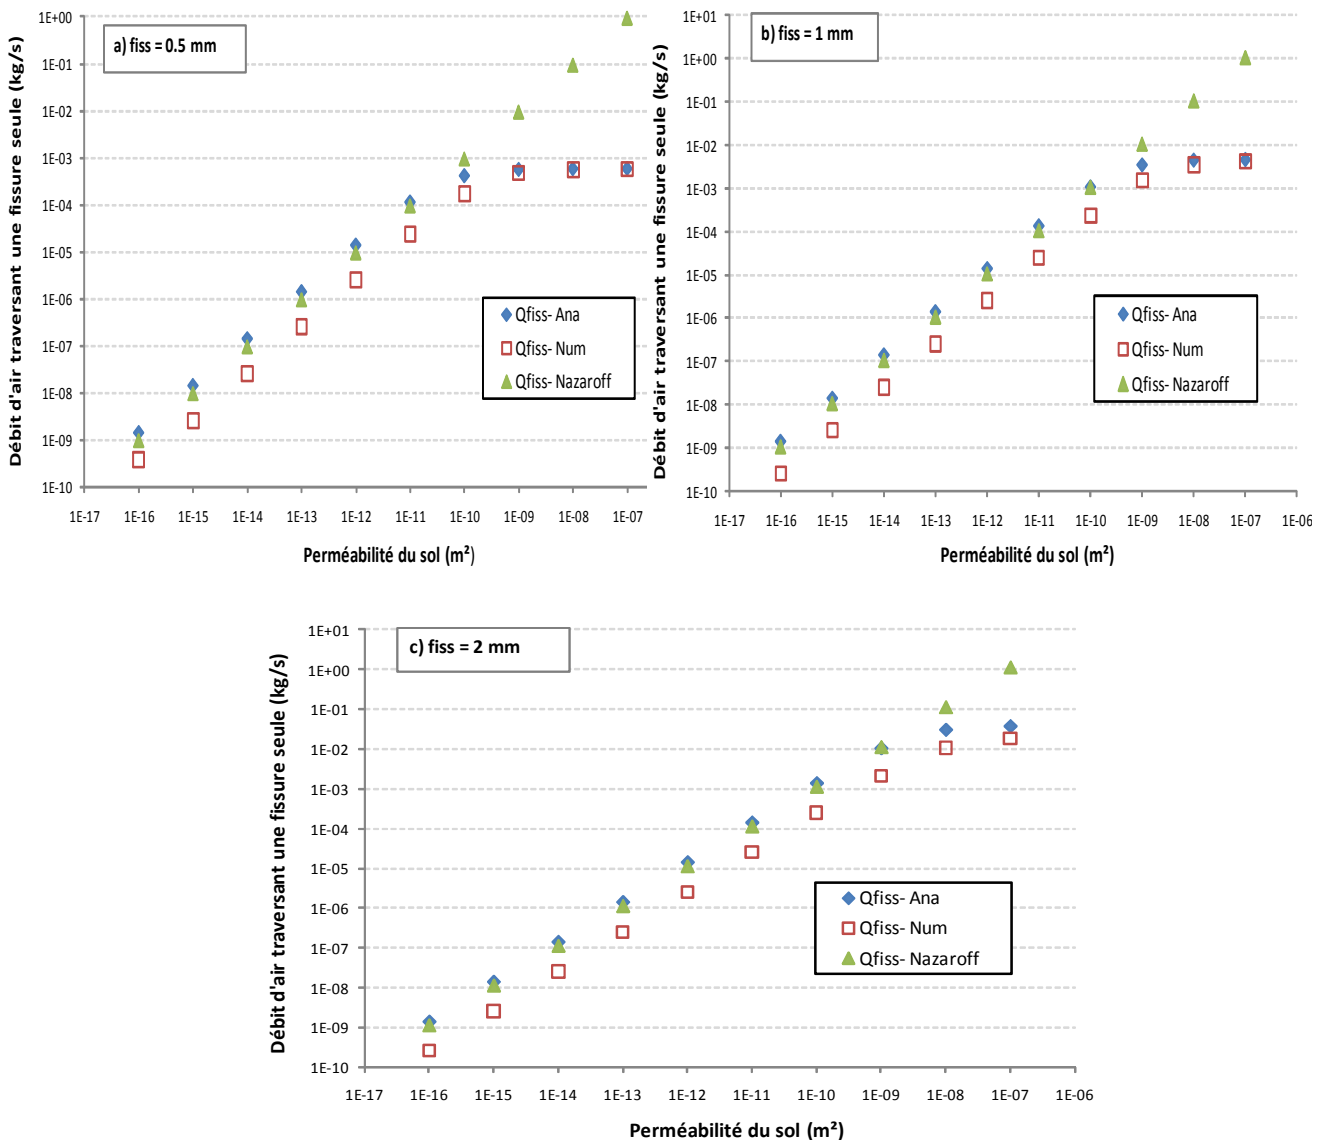 a) fiss = 0.5 mm
Débit d'air traversant une fissure seule (kg/s)
1E+00
1E-01
1E-02
1E-03
1E-04
1E-05
1E-06
1E-07
1E-08
1E-09
1E-10
1E-17 1E-16 1E-15 1E-14 1E-13 1E-12 1E-11 1E-10 1E-09 1E-08 1E-07
Perméabilité du sol (m²)
Qfiss- Ana
Qfiss- Num
Qfiss- Nazaroff
b) fiss = 1 mm
Débit d'air traversant une fissure seule (kg/s)
1E+01
1E+00
1E-01
1E-02
1E-03
1E-04
1E-05
1E-06
1E-07
1E-08
1E-09
1E-10
1E-17 1E-16 1E-15 1E-14 1E-13 1E-12 1E-11 1E-10 1E-09 1E-08 1E-07 1E-06
Perméabilité du sol (m²)
Qfiss- Ana
Qfiss- Num
Qfiss- Nazaroff
c) fiss = 2 mm
Débit d'air traversant une fissure seule (kg/s)
1E+01
1E+00
1E-01
1E-02
1E-03
1E-04
1E-05
1E-06
1E-07
1E-08
1E-09
1E-10
1E-17 1E-16 1E-15 1E-14 1E-13 1E-12 1E-11 1E-10 1E-09 1E-08 1E-07 1E-06
Perméabilité du sol (m²)
Qfiss- Ana
Qfiss- Num
Qfiss- Nazaroff